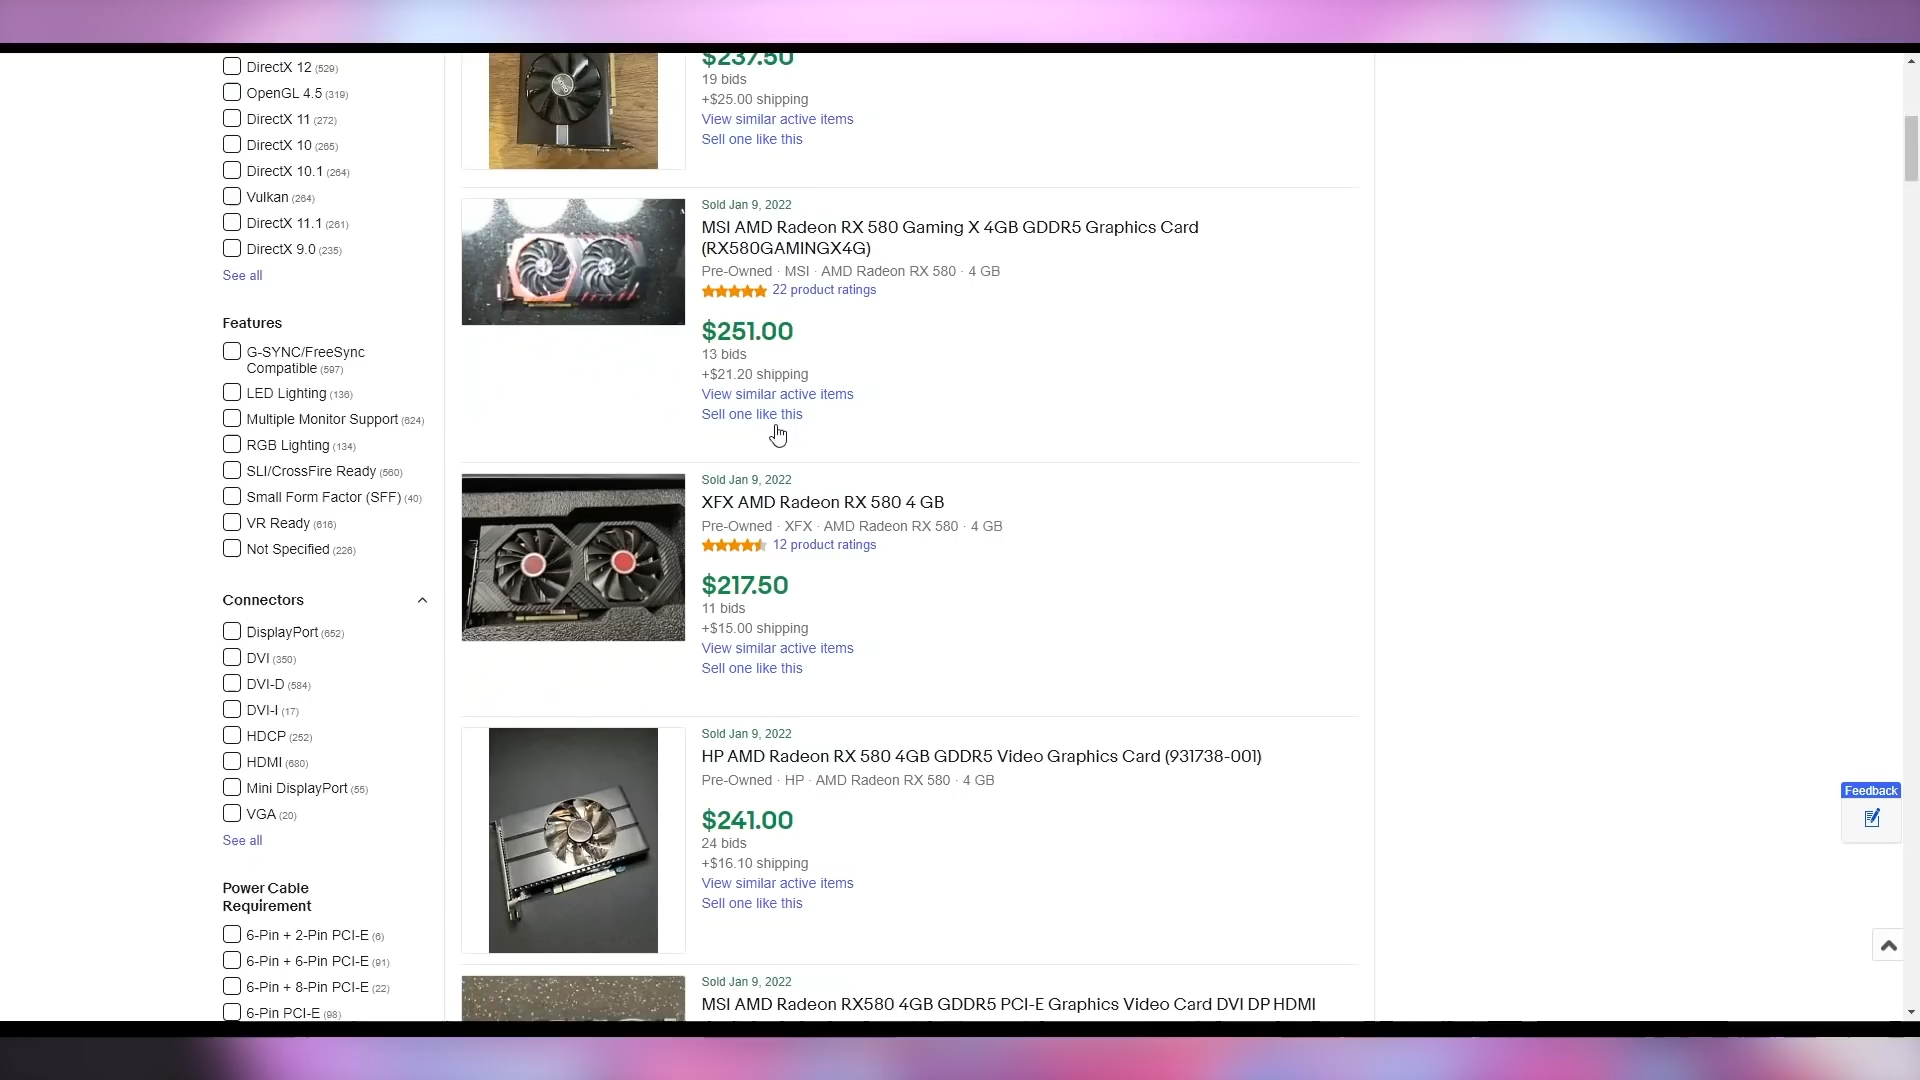 DirectX 12 (529)
OpenGL 4.5 (319)
DirectX 11 (272)
DirectX 10 (265)
DirectX 10.1 (264)
Vulkan (264)
DirectX 11.1 (261)
DirectX 9.0 (235)
See all
Features
G-SYNC/FreeSync
Compatible (597)
LED Lighting (136)
Multiple Monitor Support (624)
RGB Lighting (134)
SLI/CrossFire Ready (560)
Small Form Factor (SFF) (40)
VR Ready (616)
Not Specified (226)
Connectors
DisplayPort (652)
DVI (350)
DVI-D (584)
DVI-I (17)
HDCP (252)
HDMI (680)
Mini DisplayPort (55)
VGA (20)
See all
Power Cable
Requirement
6-Pin + 2-Pin PCI-E (6)
6-Pin + 6-Pin PCI-E (91)
6-Pin + 8-Pin PCI-E (22)
6-Pin PCI-E (98)
$237.50
19 bids
+$25.00 shipping
View similar active items
Sell one like this
Sold Jan 9, 2022
MSI AMD Radeon RX 580 Gaming X 4GB GDDR5 Graphics Card
(RX580GAMINGX4G)
Pre-Owned · MSI · AMD Radeon RX 580 · 4 GB
22 product ratings
$251.00
13 bids
+$21.20 shipping
View similar active items
Sell one like this
Sold Jan 9, 2022
XFX AMD Radeon RX 580 4 GB
Pre-Owned · XFX · AMD Radeon RX 580 · 4 GB
12 product ratings
$217.50
11 bids
+$15.00 shipping
View similar active items
Sell one like this
Sold Jan 9, 2022
HP AMD Radeon RX 580 4GB GDDR5 Video Graphics Card (931738-001)
Pre-Owned · HP · AMD Radeon RX 580 · 4 GB
$241.00
24 bids
+$16.10 shipping
View similar active items
Sell one like this
Sold Jan 9, 2022
MSI AMD Radeon RX580 4GB GDDR5 PCI-E Graphics Video Card DVI DP HDMI
Feedback